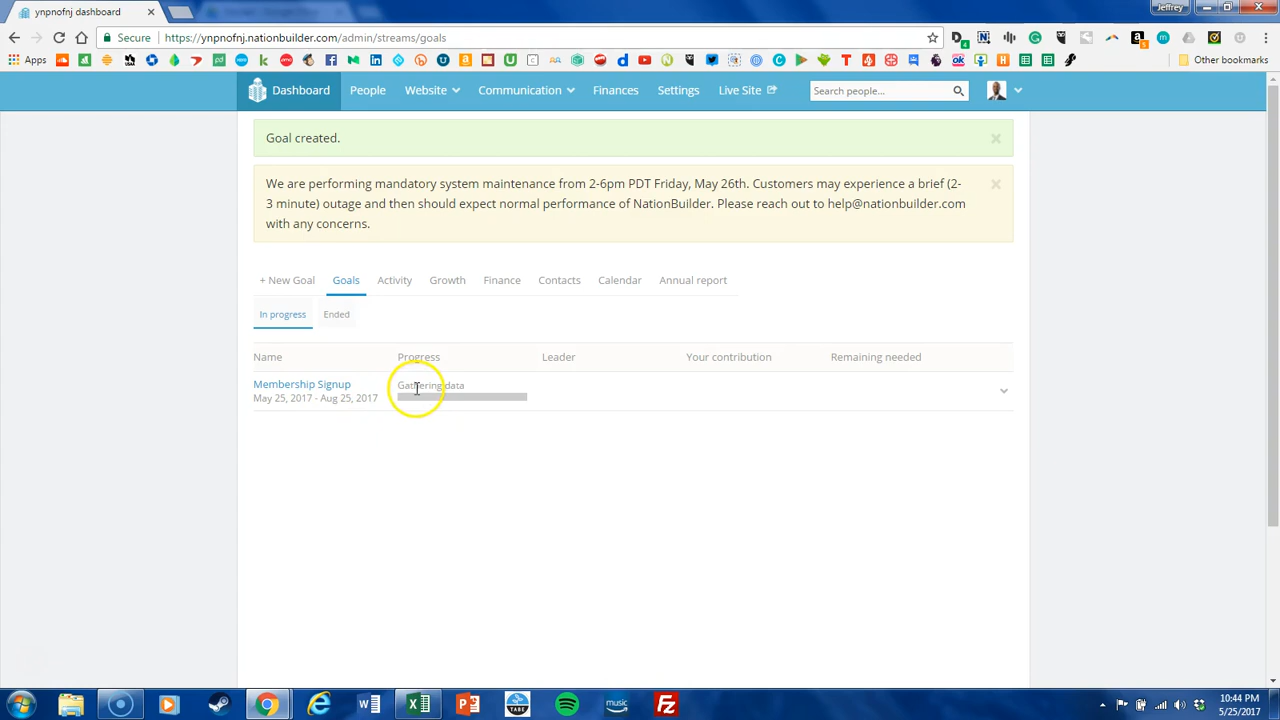 ynpnofnj dashboard
Jeffrey
Secure
https://ynpnofnj.nationbuilder.com/admin/streams/goals
Apps
Other bookmarks
Dashboard
People
Website
Communication
Finances
Settings
Live Site
Search people...
Goal created.
We are performing mandatory system maintenance from 2-6pm PDT Friday, May 26th. Customers may experience a brief (2-
3 minute) outage and then should expect normal performance of NationBuilder. Please reach out to help@nationbuilder.com
with any concerns.
+ New Goal
Goals
Activity
Growth
Finance
Contacts
Calendar
Annual report
In progress
Ended
Name
Progress
Leader
Your contribution
Remaining needed
Membership Signup
Gathering data
May 25, 2017 - Aug 25, 2017
10:44 PM
5/25/2017